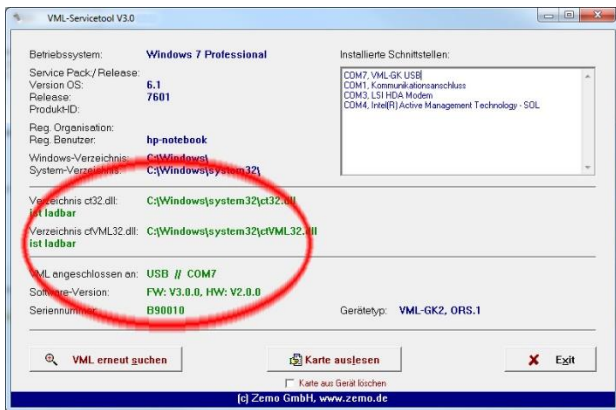 VML-Servicetool V3.0
Betriebssystem: Windows 7 Professional
Service Pack:/Release:
Version OS: 6.1
Release: 7601
Produkt-ID:
Reg. Organisation:
Reg. Benutzer: hp-notebook
Windows-Verzeichnis: C:\Windows\
System-Verzeichnis: C:\Windows\system32\
Installierte Schnittstellen:
COM7, VML-GK USB
COM1, Kommunikationsanschluss
COM3, LSI HDA Modem
COM4, Intel(R) Active Management Technology - SOL
Verzeichnis ct32.dll: C:\Windows\system32\ct32.dll
ist ladbar
Verzeichnis ctVML32.dll: C:\Windows\system32\ctVML32.dll
ist ladbar
VML angeschlossen an: USB // COM7
Software-Version: FW: V3.0.0, HW: V2.0.0
Seriennummer: B90010
Gerätetyp: VML-GK2, ORS.1
VML erneut suchen
Karte auslesen
Exit
Karte aus Gerät löschen
(c) Zemo GmbH, www.zemo.de